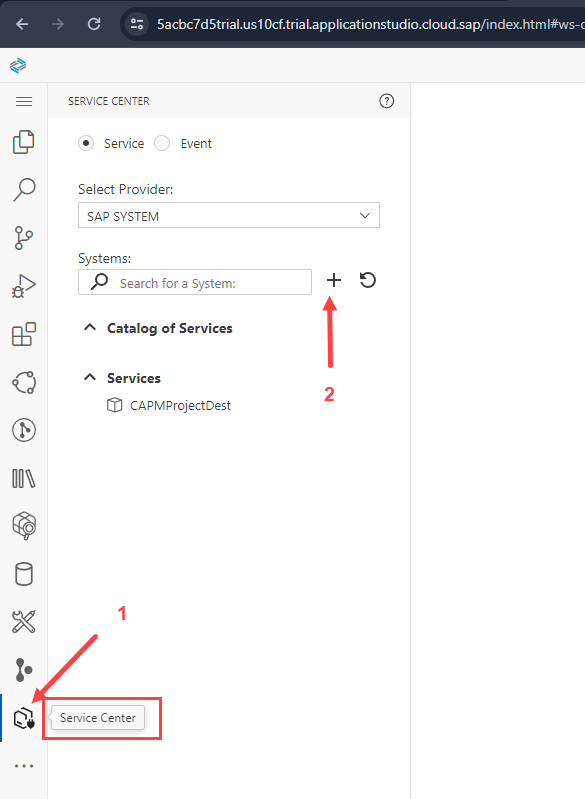 5acbc7d5trial.us10cf.trial.applicationstudio.cloud.sap/index.html#ws-
SERVICE CENTER
Service Event
Select Provider:
SAP SYSTEM
Systems:
Search for a System:
Catalog of Services
Services
2
CAPMProjectDest
1
Service Center